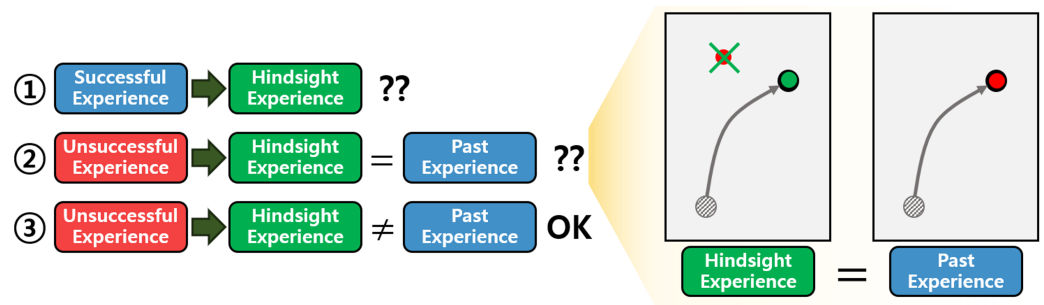 ① Successful Experience Hindsight Experience ??
② Unsuccessful Experience Hindsight Experience = Past Experience ??
③ Unsuccessful Experience Hindsight Experience ≠ Past Experience OK
Hindsight Experience = Past Experience